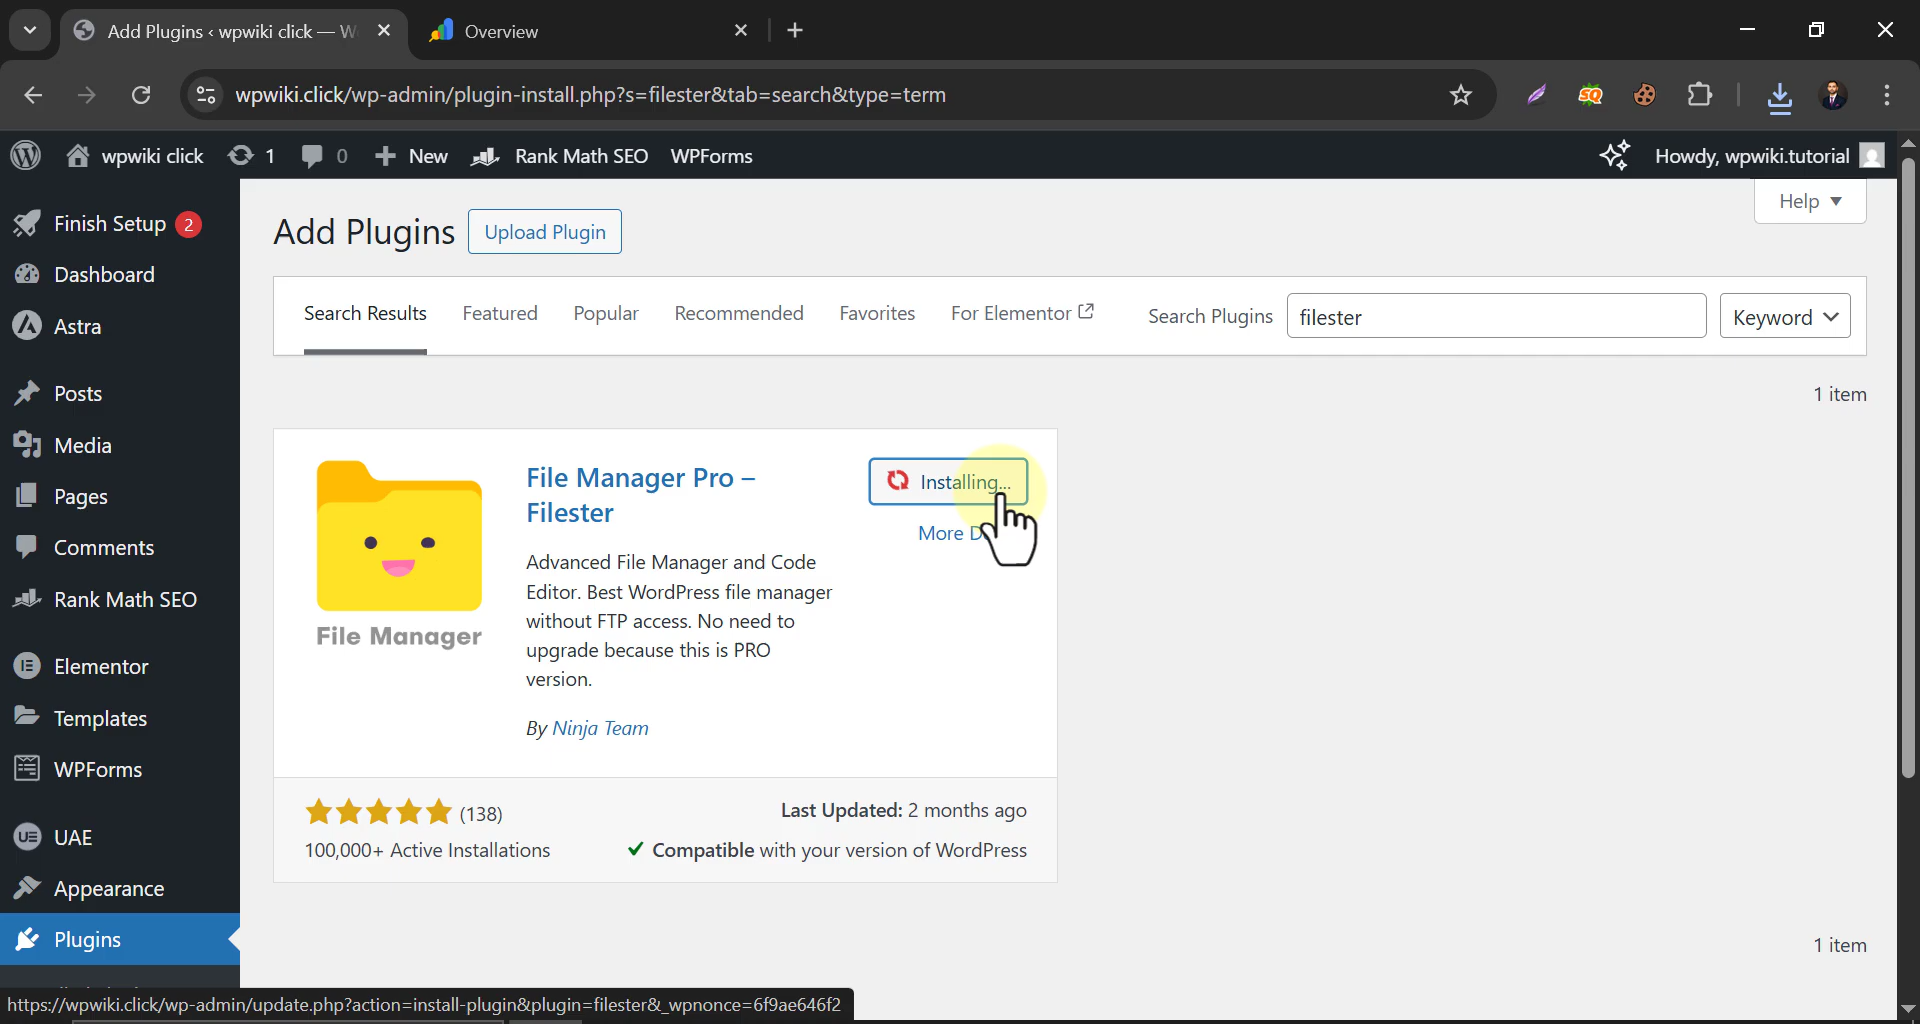 Add Plugins ‹ wpwiki click — W
Overview
wpwiki.click/wp-admin/plugin-install.php?s=filester&tab=search&type=term
SQ
wpwiki click
1
0
New
Rank Math SEO
WPForms
Howdy, wpwiki.tutorial
Finish Setup 2
Dashboard
Astra
Posts
Media
Pages
Comments
Rank Math SEO
Elementor
Templates
WPForms
UAE
Appearance
Plugins
Help
Add Plugins
Upload Plugin
Search Results
Featured
Popular
Recommended
Favorites
For Elementor
Search Plugins
filester
Keyword
1 item
File Manager
File Manager Pro –
Filester
Installing...
More D
Advanced File Manager and Code
Editor. Best WordPress file manager
without FTP access. No need to
upgrade because this is PRO
version.
By Ninja Team
(138)
Last Updated: 2 months ago
100,000+ Active Installations
Compatible with your version of WordPress
1 item
https://wpwiki.click/wp-admin/update.php?action=install-plugin&plugin=filester&_wpnonce=6f9ae646f2